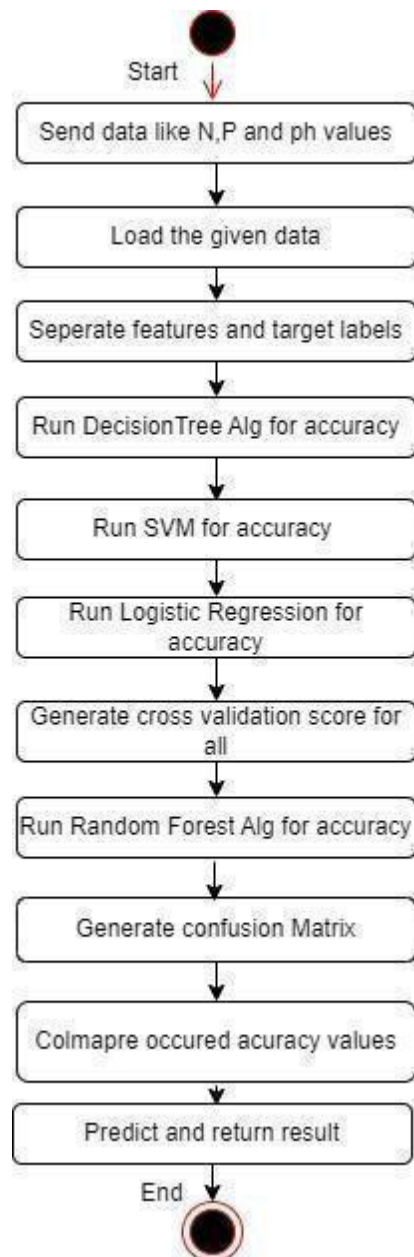 Start
Send data like N,P and ph values
Load the given data
Seperate features and target labels
Run DecisionTree Alg for accuracy
Run SVM for accuracy
Run Logistic Regression for
accuracy
Generate cross validation score for
all
Run Random Forest Alg for accuracy
Generate confusion Matrix
Colmapre occured acuracy values
Predict and return result
End